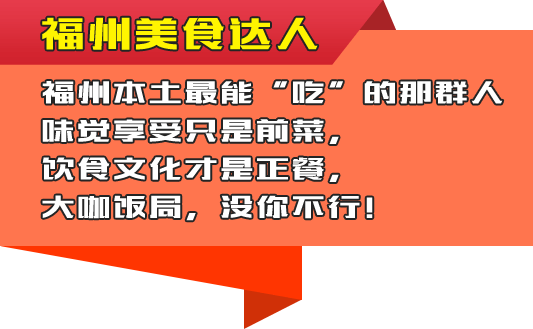 福州美食达人
福州本土最能“吃”的那群人
味觉享受只是前菜，
饮食文化才是正餐，
大咖饭局，没你不行！